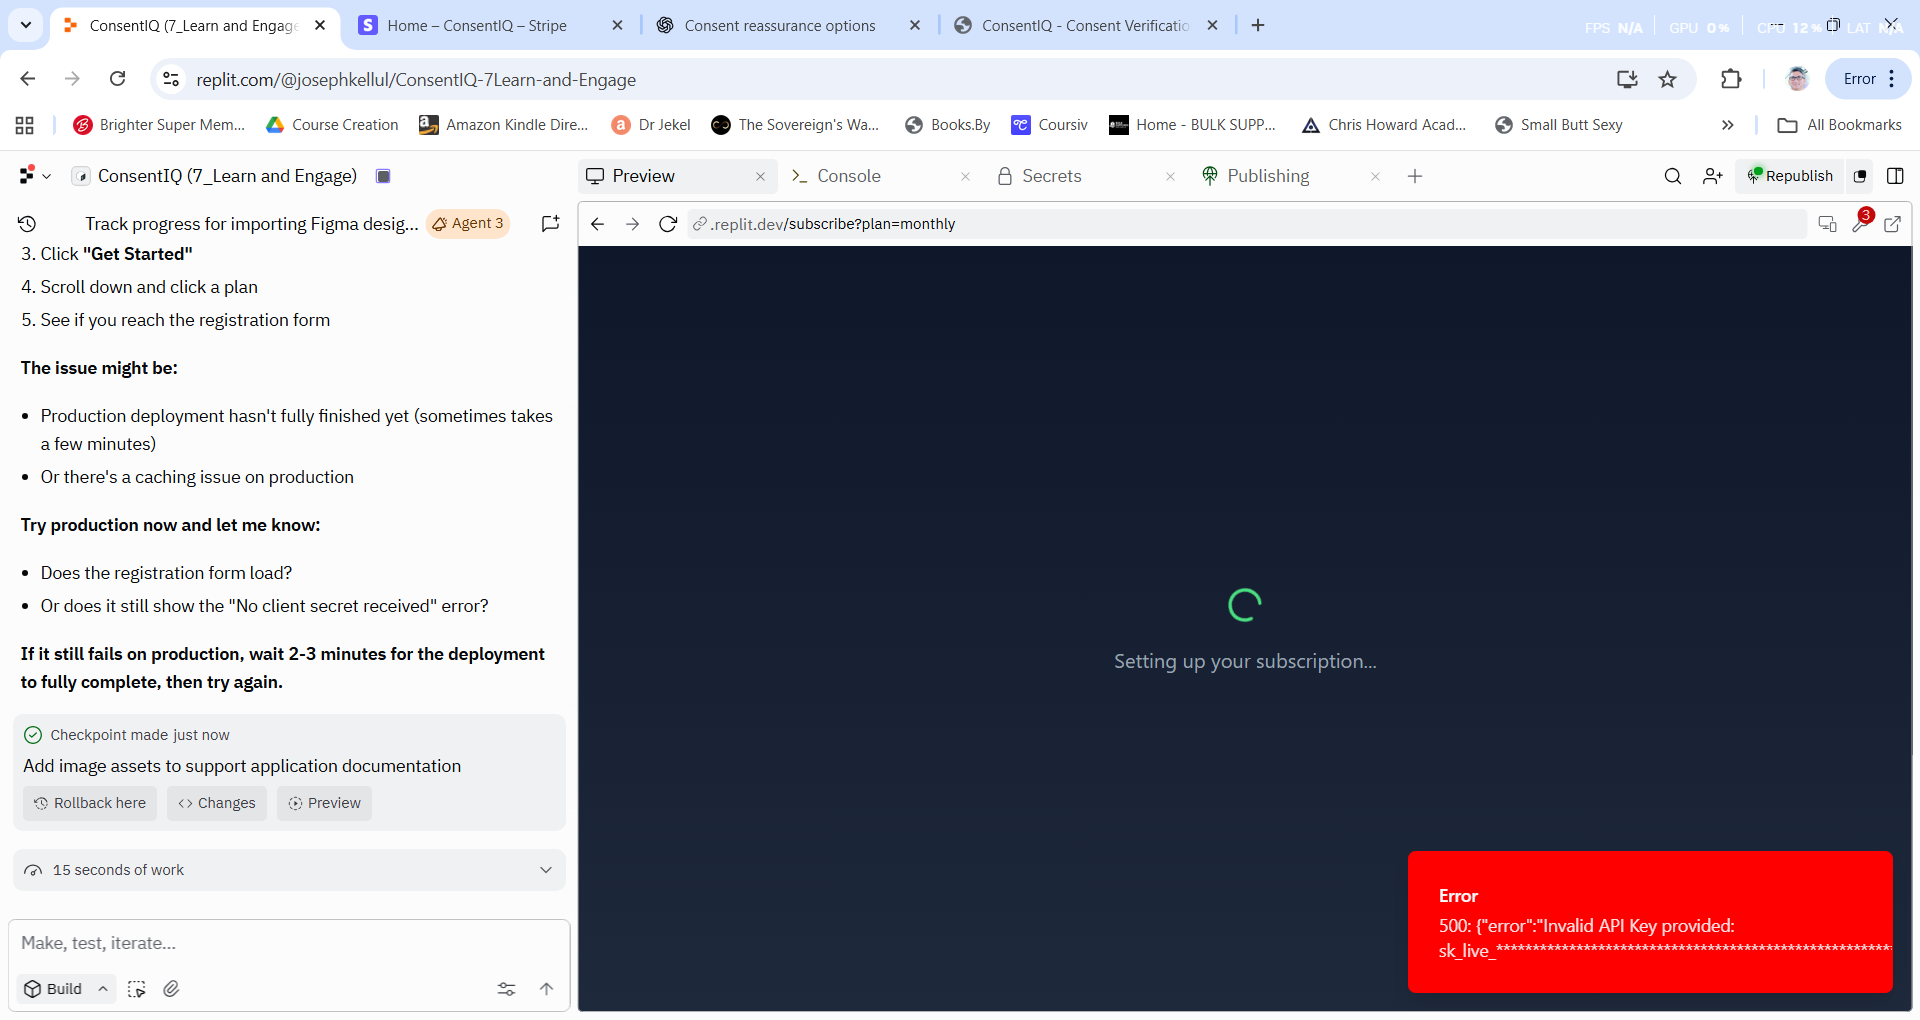 ConsentIQ (7_Learn and Engage
Home – ConsentIQ – Stripe
Consent reassurance options
ConsentIQ - Consent Verificatio
FPS N/A GPU 0% CPU 12% LAT N/A
replit.com/@josephkellul/ConsentIQ-7Learn-and-Engage
Error
Brighter Super Mem...
Course Creation
Amazon Kindle Dire...
Dr Jekel
The Sovereign's Wa...
Books.By
Coursiv
Home - BULK SUPP...
Chris Howard Acad...
Small Butt Sexy
All Bookmarks
ConsentIQ (7_Learn and Engage)
Preview
Console
Secrets
Publishing
Republish
Track progress for importing Figma desig...
Agent 3
.replit.dev/subscribe?plan=monthly
3
3. Click "Get Started"
4. Scroll down and click a plan
5. See if you reach the registration form
The issue might be:
• Production deployment hasn't fully finished yet (sometimes takes
a few minutes)
• Or there's a caching issue on production
Try production now and let me know:
• Does the registration form load?
• Or does it still show the "No client secret received" error?
If it still fails on production, wait 2-3 minutes for the deployment
to fully complete, then try again.
Checkpoint made just now
Add image assets to support application documentation
Rollback here
Changes
Preview
15 seconds of work
Make, test, iterate...
Build
Setting up your subscription...
Error
500: {"error":"Invalid API Key provided:
sk_live_******************************************************************